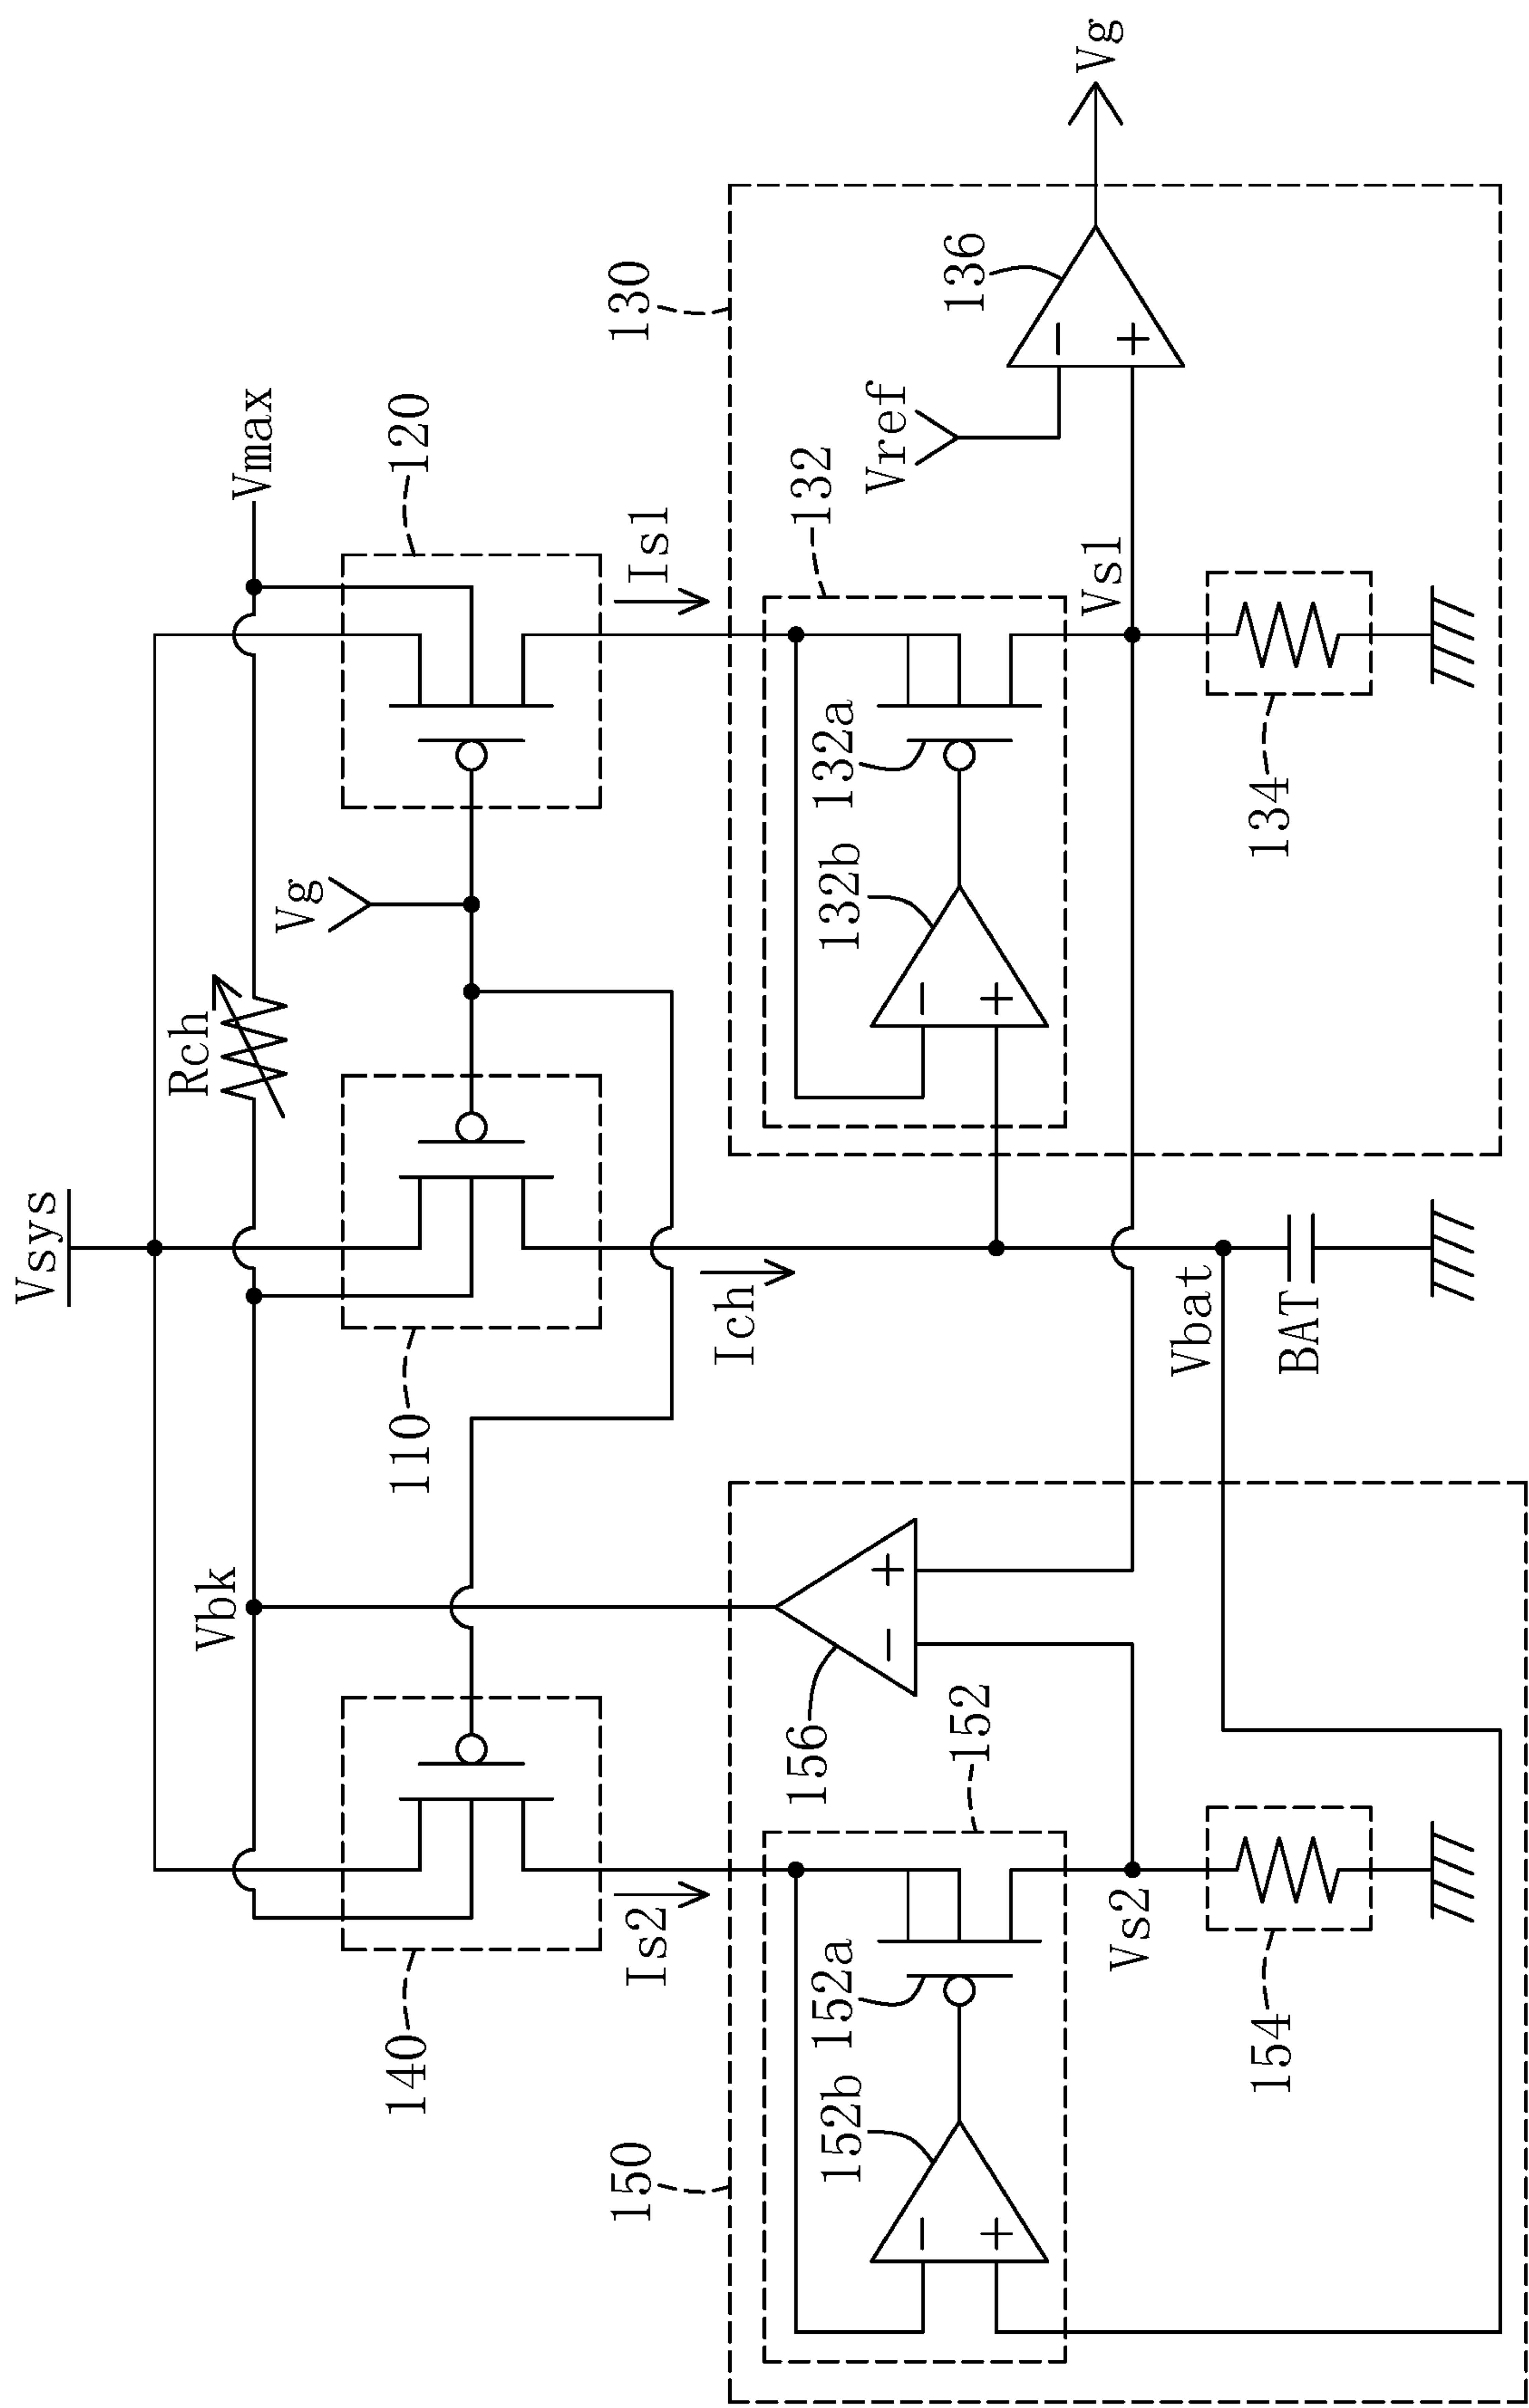 Vsys
Vmax
Rch
Vbk
Vg
120
110
140
Is1
Ich
Is2
130
150
132
132a
132b
Vref
136
Vg
Vs1
134
Vbat
BAT
156
152
152a
152b
Vs2
154
− +
− +
− +
− +
− +